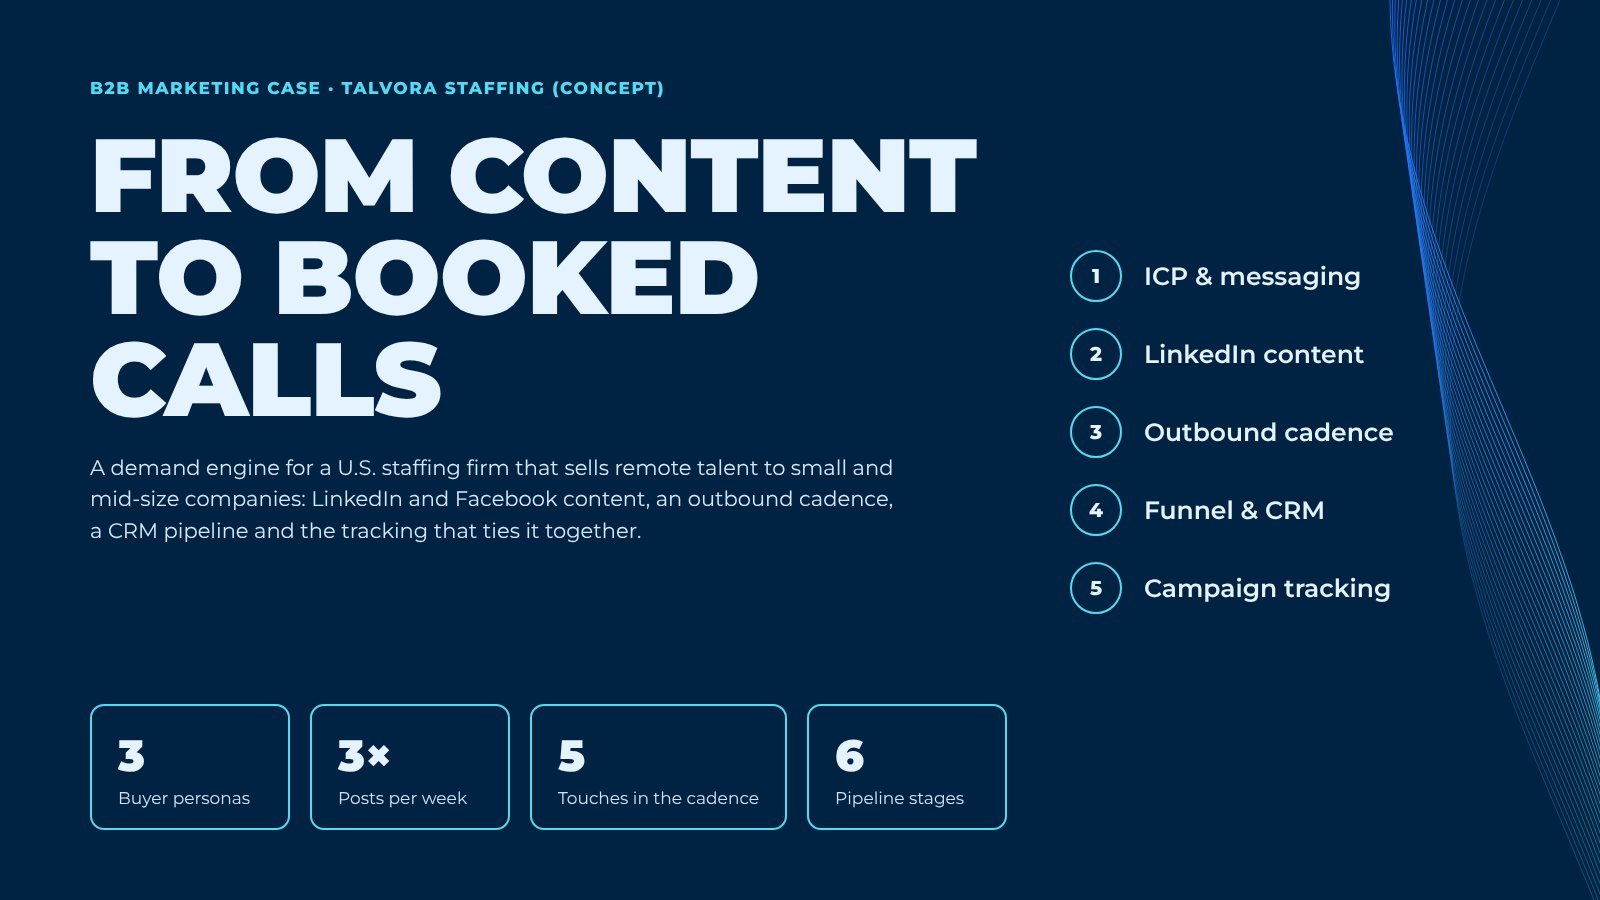 B2B MARKETING CASE · TALVORA STAFFING (CONCEPT)
FROM CONTENT
TO BOOKED
CALLS
A demand engine for a U.S. staffing firm that sells remote talent to small and
mid-size companies: LinkedIn and Facebook content, an outbound cadence,
a CRM pipeline and the tracking that ties it together.
1 ICP & messaging
2 LinkedIn content
3 Outbound cadence
4 Funnel & CRM
5 Campaign tracking
3
Buyer personas
3×
Posts per week
5
Touches in the cadence
6
Pipeline stages